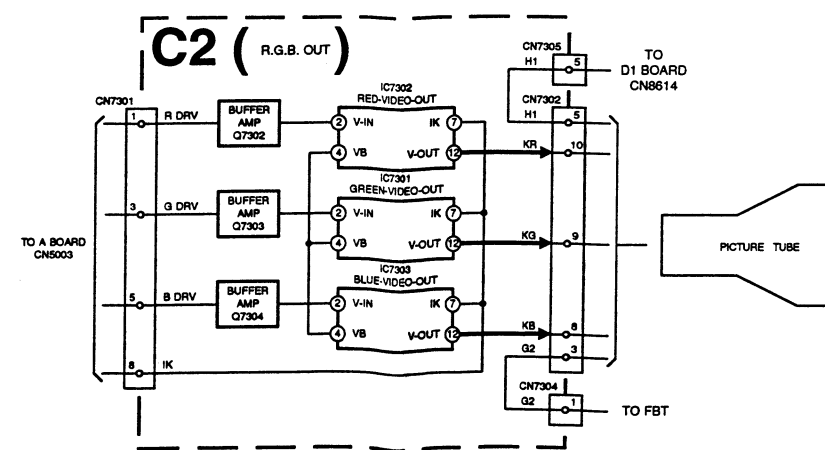 C2 ( R.G.B. OUT )
CN7305
H1 5
TO
D1 BOARD
CN8614
CN7301
1 R DRV
BUFFER
AMP
Q7302
IC7302
RED-VIDEO-OUT
2 V-IN IK 7
4 VB V-OUT 12
CN7302
H1 5
KR 10
3 G DRV
BUFFER
AMP
Q7303
IC7301
GREEN-VIDEO-OUT
2 V-IN IK 7
4 VB V-OUT 12
KG 9
TO A BOARD
CN5003
PICTURE TUBE
5 B DRV
BUFFER
AMP
Q7304
IC7303
BLUE-VIDEO-OUT
2 V-IN IK 7
4 VB V-OUT 12
KB 8
G2 3
8 IK
CN7304
G2 1
TO FBT